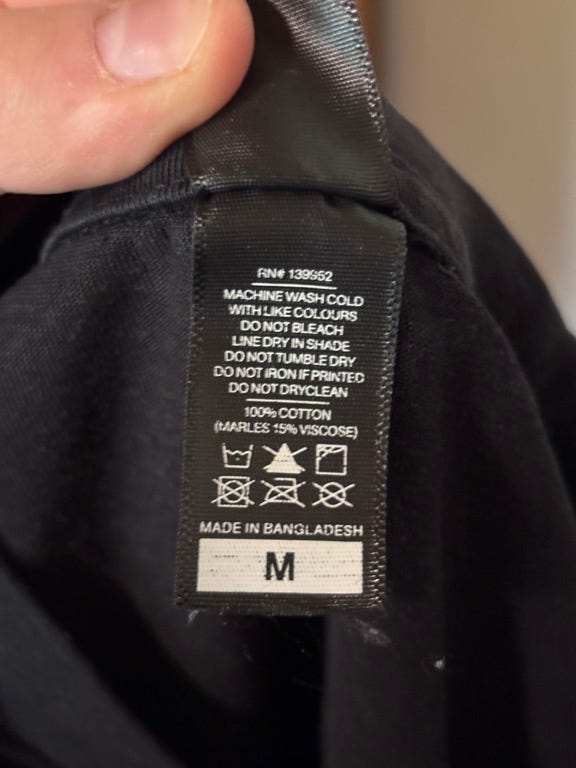 RN# 139952
MACHINE WASH COLD
WITH LIKE COLOURS
DO NOT BLEACH
LINE DRY IN SHADE
DO NOT TUMBLE DRY
DO NOT IRON IF PRINTED
DO NOT DRYCLEAN
100% COTTON
(MARLES 15% VISCOSE)
MADE IN BANGLADESH
M